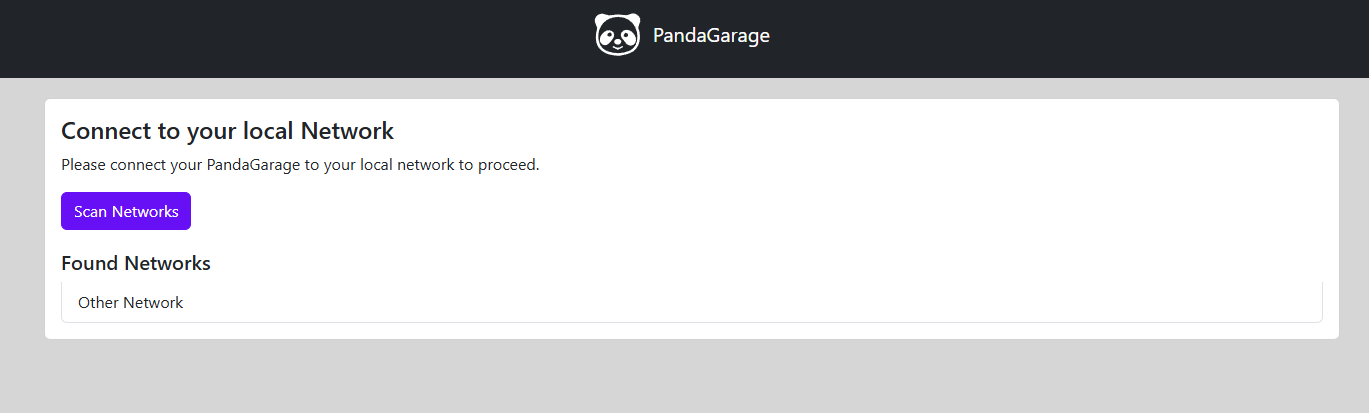 PandaGarage
Connect to your local Network
Please connect your PandaGarage to your local network to proceed.
Scan Networks
Found Networks
Other Network